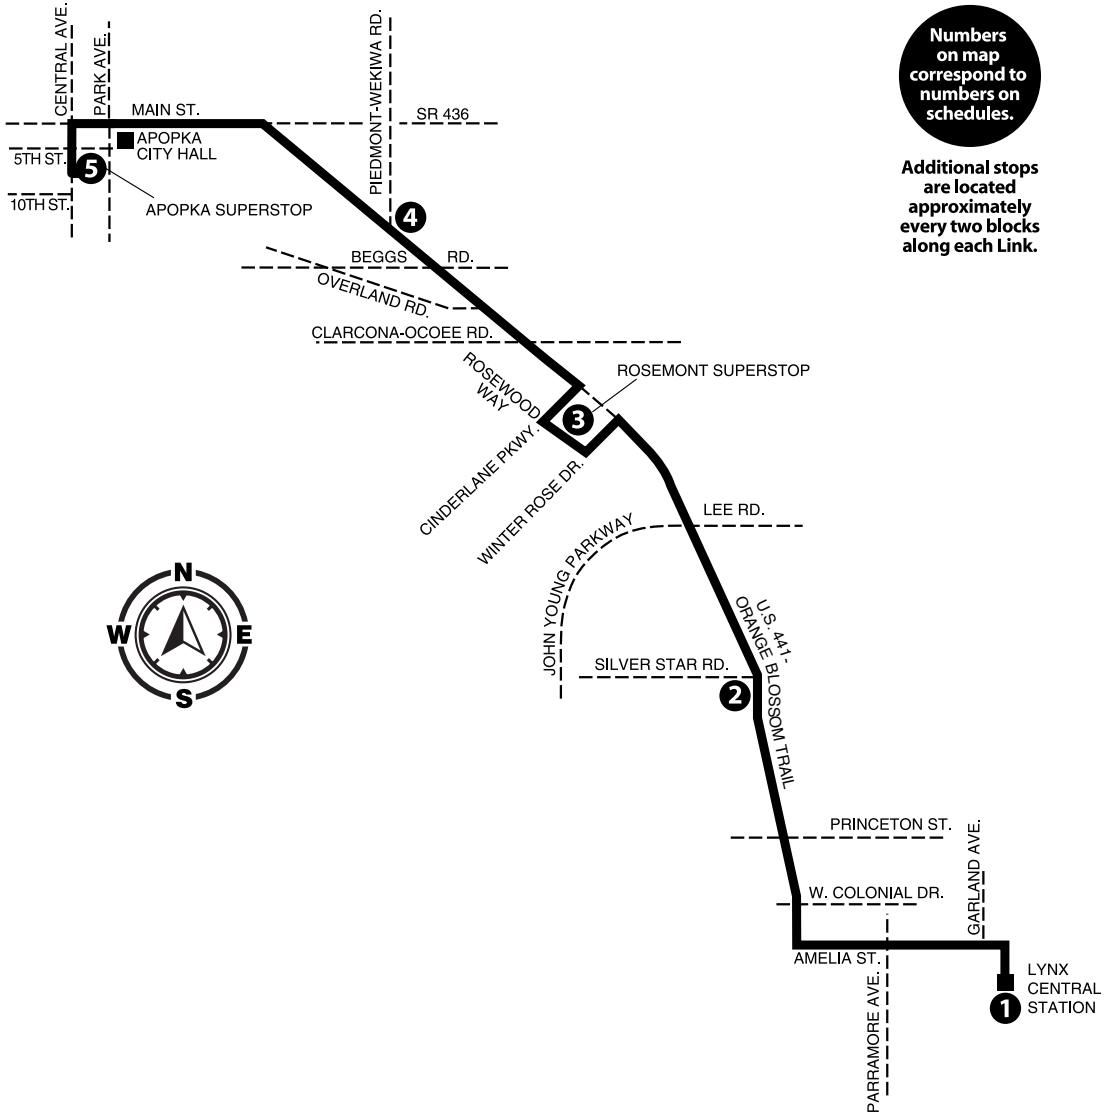 CENTRAL AVE.
PARK AVE.
PIEDMONT-WEKIWA RD.
Numbers
on map
correspond to
numbers on
schedules.
Additional stops
are located
approximately
every two blocks
along each Link.
MAIN ST.
SR 436
APOPKA
CITY HALL
5TH ST.
5
10TH ST.
APOPKA SUPERSTOP
4
BEGGS RD.
OVERLAND RD.
CLARCONA-OCOEE RD.
ROSEWOOD
WAY
ROSEMONT SUPERSTOP
3
CINDERLANE PKWY.
WINTER ROSE DR.
LEE RD.
JOHN YOUNG PARKWAY
N
W
E
S
U.S. 441-
ORANGE BLOSSOM TRAIL
SILVER STAR RD.
2
PRINCETON ST.
GARLAND AVE.
W. COLONIAL DR.
AMELIA ST.
PARRAMORE AVE.
LYNX
CENTRAL
STATION
1